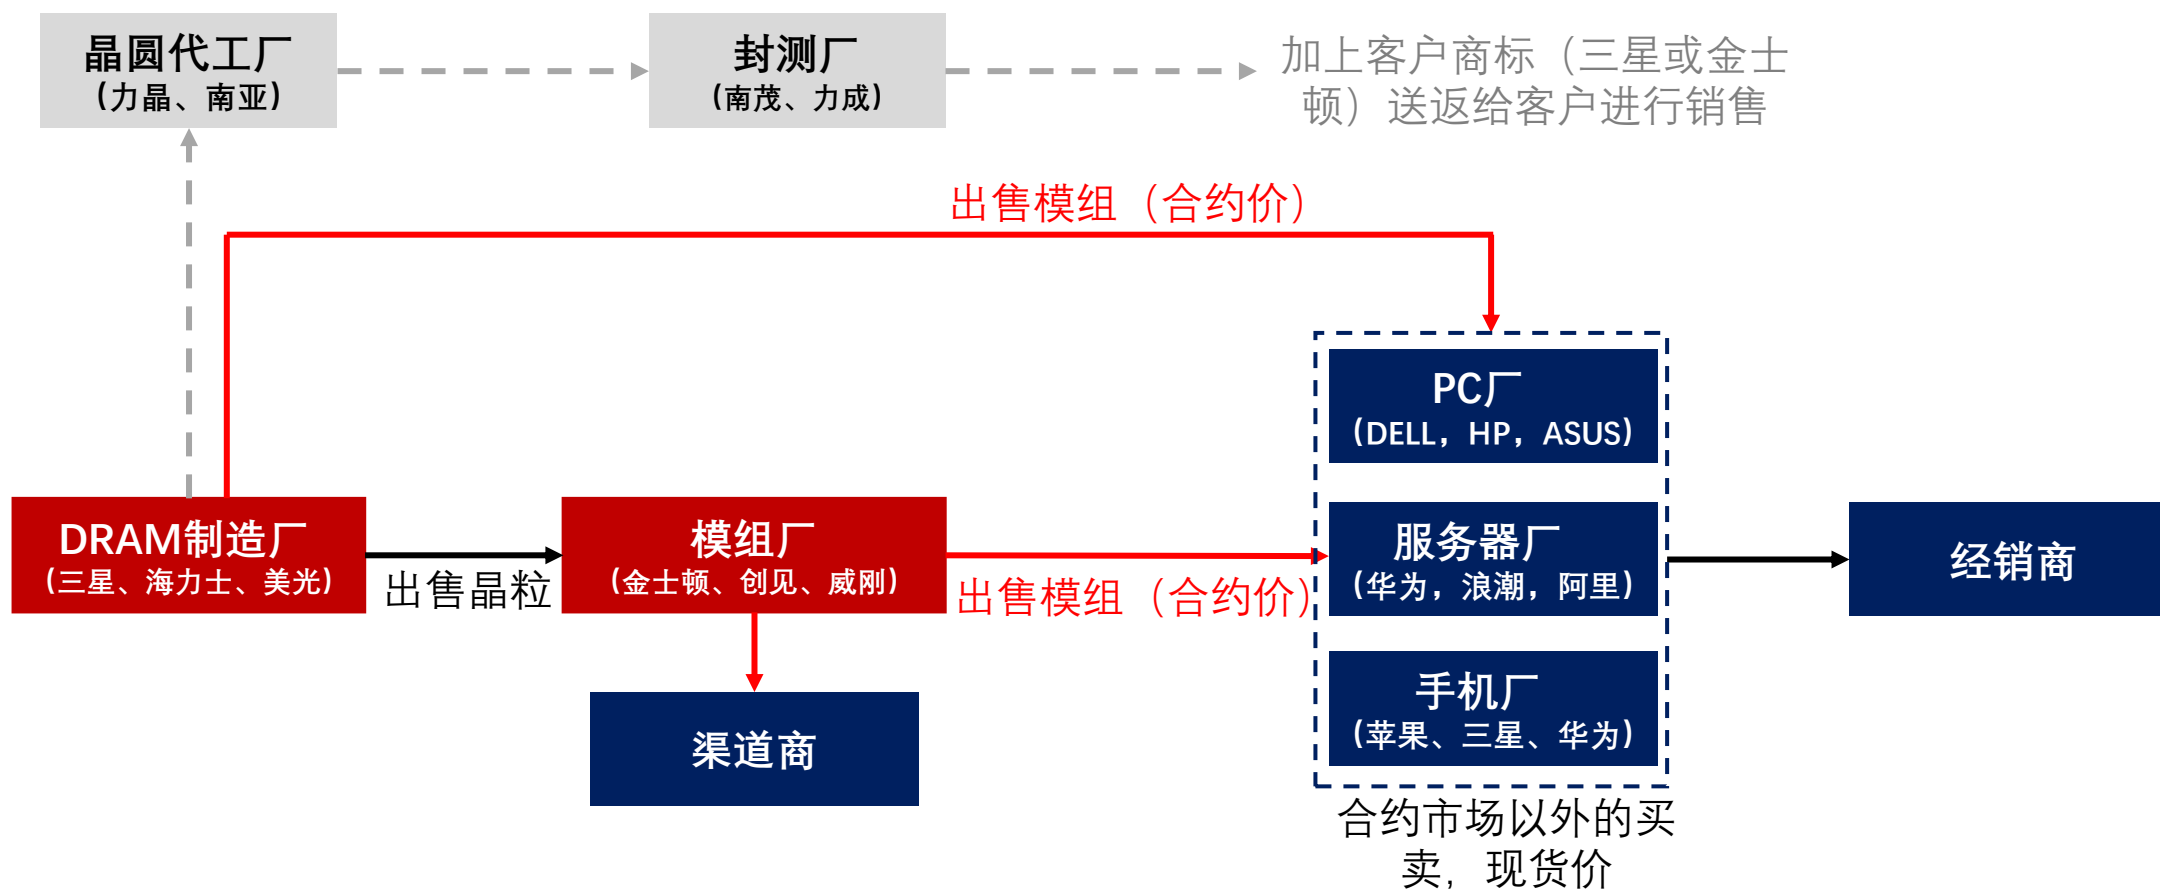 晶圆代工厂
（力晶、南亚）
封测厂
（南茂、力成）
加上客户商标（三星或金士
顿）送返给客户进行销售
出售模组（合约价）
PC厂
（DELL，HP，ASUS）
DRAM制造厂
（三星、海力士、美光）
出售晶粒
模组厂
（金士顿、创见、威刚）
出售模组（合约价）
服务器厂
（华为，浪潮，阿里）
经销商
手机厂
（苹果、三星、华为）
渠道商
合约市场以外的买
卖，现货价